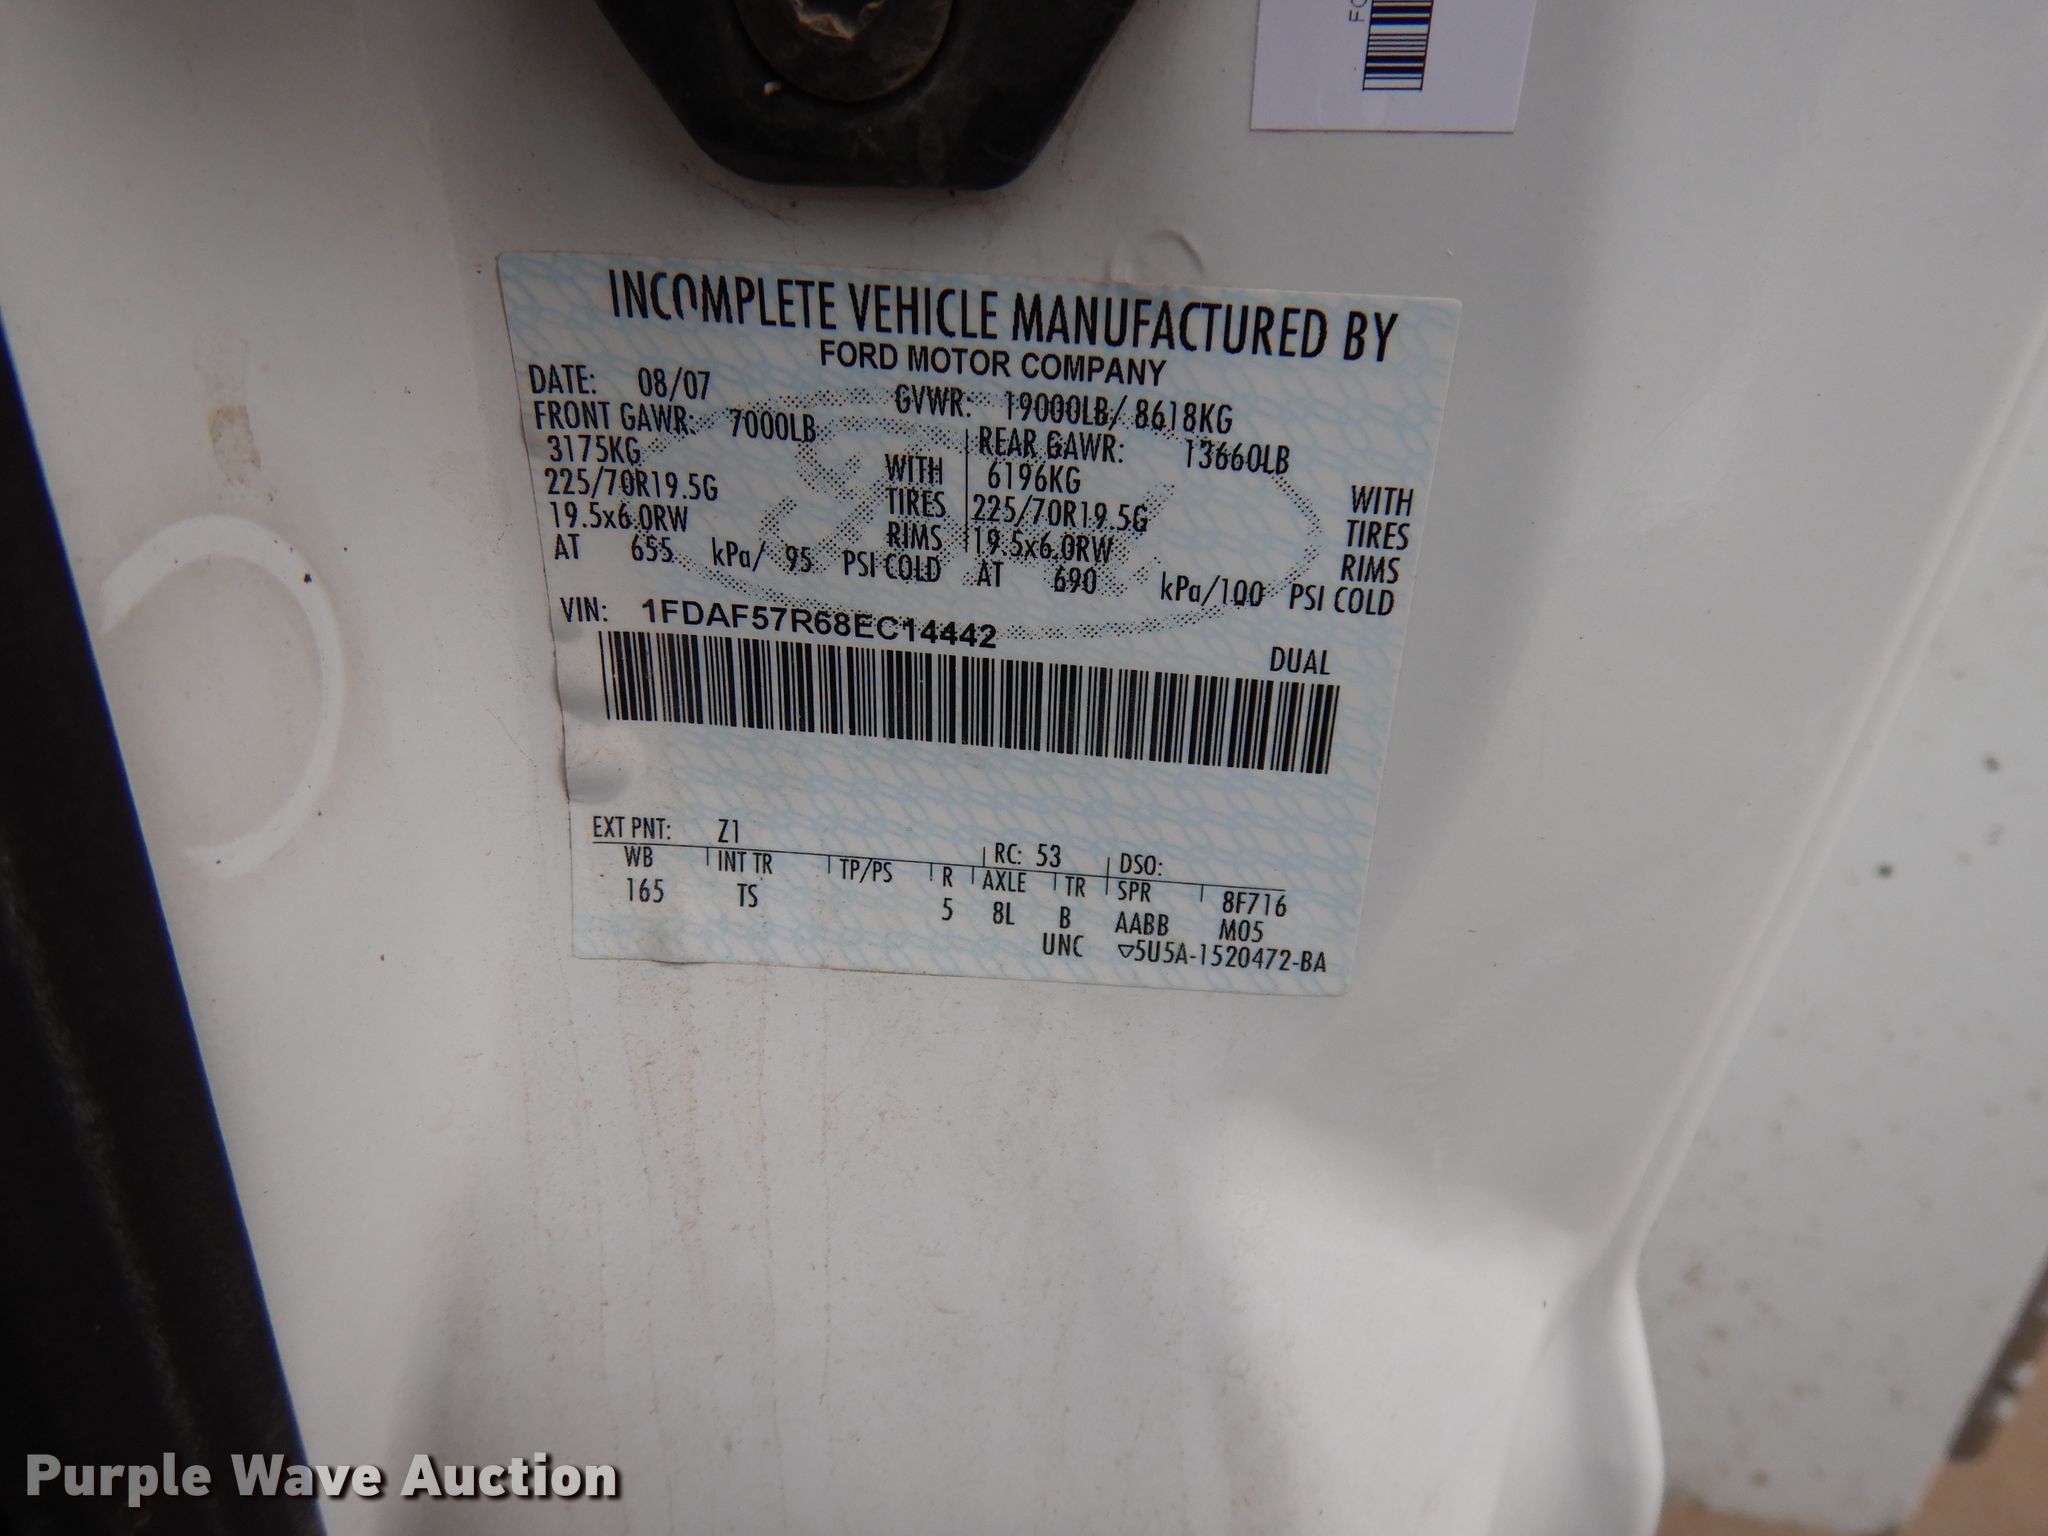 FO
INCOMPLETE VEHICLE MANUFACTURED BY
FORD MOTOR COMPANY
DATE: 08/07 GVWR: 19000LB/ 8618KG
FRONT GAWR: 7000LB REAR GAWR: 13660LB
3175KG WITH 6196KG WITH
225/70R19.5G TIRES 225/70R19.5G TIRES
19.5x6.0RW RIMS 19.5x6.0RW RIMS
AT 655 kPa/ 95 PSI COLD AT 690 kPa/100 PSI COLD
VIN: 1FDAF57R68EC14442
DUAL
EXT PNT: Z1 RC: 53 DSO:
WB INT TR TP/PS R AXLE TR SPR 8F716
165 TS 5 8L B AABB M05
UNC ▽5U5A-1520472-BA
Purple Wave Auction